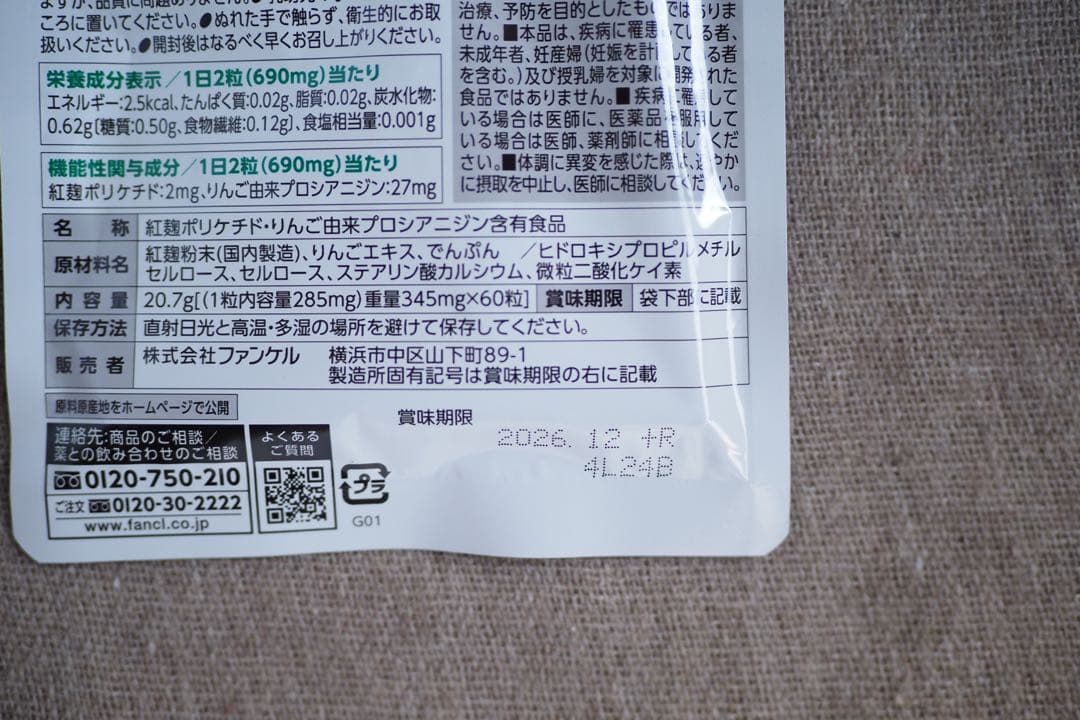 ころに置いてください。●ぬれた手で触らず、衛生的にお取
扱いください。●開封後はなるべく早くお召し上がりください。
栄養成分表示／1日2粒(690mg)当たり
エネルギー:2.5kcal、たんぱく質:0.02g、脂質:0.02g、炭水化物:
0.62g〔糖質:0.50g、食物繊維:0.12g〕、食塩相当量:0.001g
機能性関与成分／1日2粒(690mg)当たり
紅麹ポリケチド:2mg、りんご由来プロシアニジン:27mg
治療、予防を目的としたものではありま
せん。■本品は、疾病に罹患している者、
未成年者、妊産婦(妊娠を計画している者
を含む。)及び授乳婦を対象に開発された
食品ではありません。■疾病に罹患して
いる場合は医師に、医薬品を服用して
いる場合は医師、薬剤師に相談してくだ
さい。■体調に異変を感じた際は、速やか
に摂取を中止し、医師に相談してください。
名 称 紅麹ポリケチド・りんご由来プロシアニジン含有食品
原材料名 紅麹粉末(国内製造)、りんごエキス、でんぷん ／ヒドロキシプロピルメチル
セルロース、セルロース、ステアリン酸カルシウム、微粒二酸化ケイ素
内容量 20.7g[(1粒内容量285mg)重量345mg×60粒] 賞味期限 袋下部に記載
保存方法 直射日光と高温・多湿の場所を避けて保存してください。
販売者 株式会社ファンケル 横浜市中区山下町89-1
製造所固有記号は賞味期限の右に記載
原料原産地をホームページで公開
連絡先:商品のご相談／
薬との飲み合わせのご相談
0120-750-210
ご注文 0120-30-2222
www.fancl.co.jp
よくある
ご質問
プラ
G01
賞味期限
2026.12 +R
4L24B